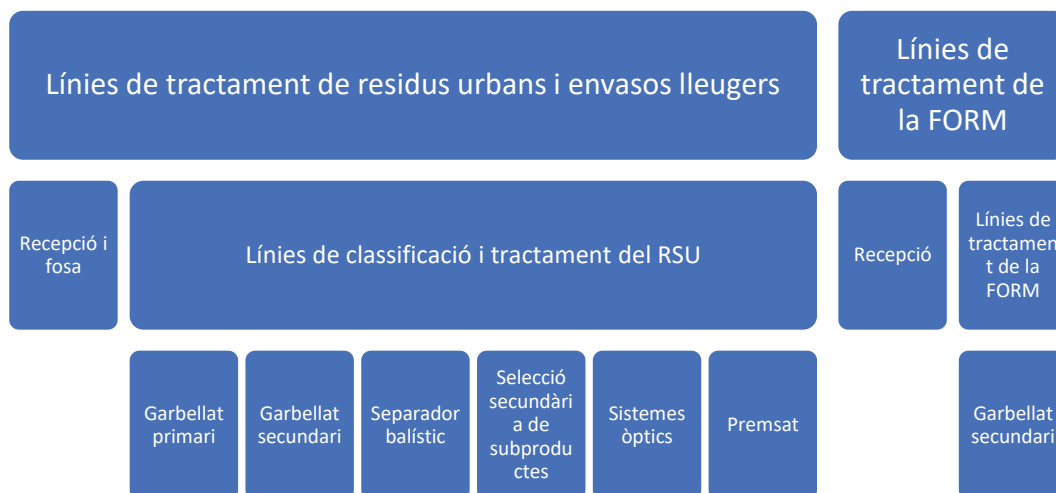 Línies de tractament de residus urbans i envasos lleugers
Línies de
tractament de
la FORM
Recepció i
fosa
Línies de classificació i tractament del RSU
Recepció
Línies de
tractamen
t de la
FORM
Garbellat
primari
Garbellat
secundari
Separador
balístic
Selecció
secundàri
a de
subprodu
ctes
Sistemes
òptics
Premsat
Garbellat
secundari